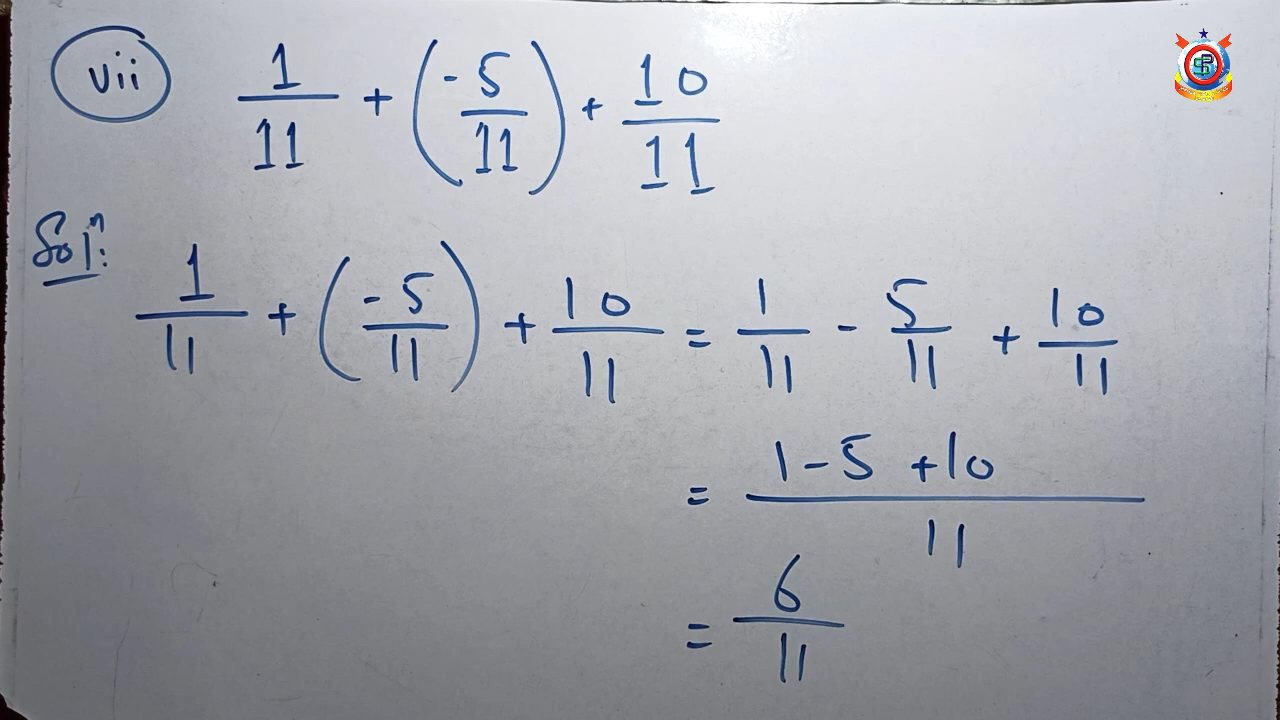 vii 1/11 + (-5/11) + 10/11
Solⁿ:
1/11 + (-5/11) + 10/11 = 1/11 - 5/11 + 10/11
= 1-5+10/11
= 6/11